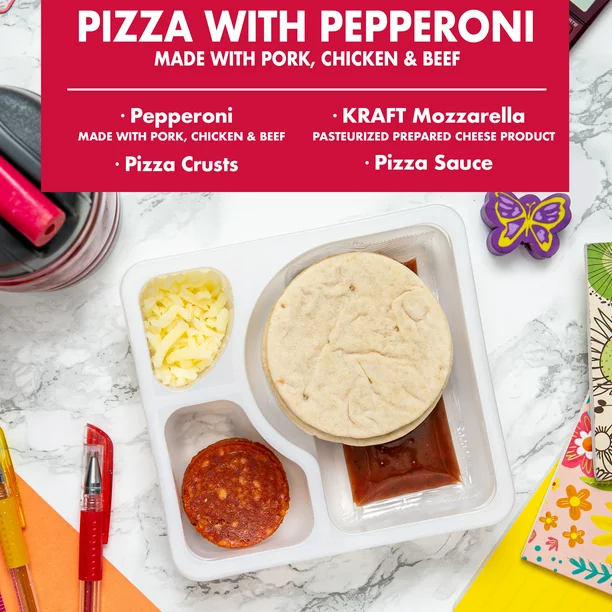 PIZZA WITH PEPPERONI
MADE WITH PORK, CHICKEN & BEEF
· Pepperoni
MADE WITH PORK, CHICKEN & BEEF
· Pizza Crusts
· KRAFT Mozzarella
PASTEURIZED PREPARED CHEESE PRODUCT
· Pizza Sauce